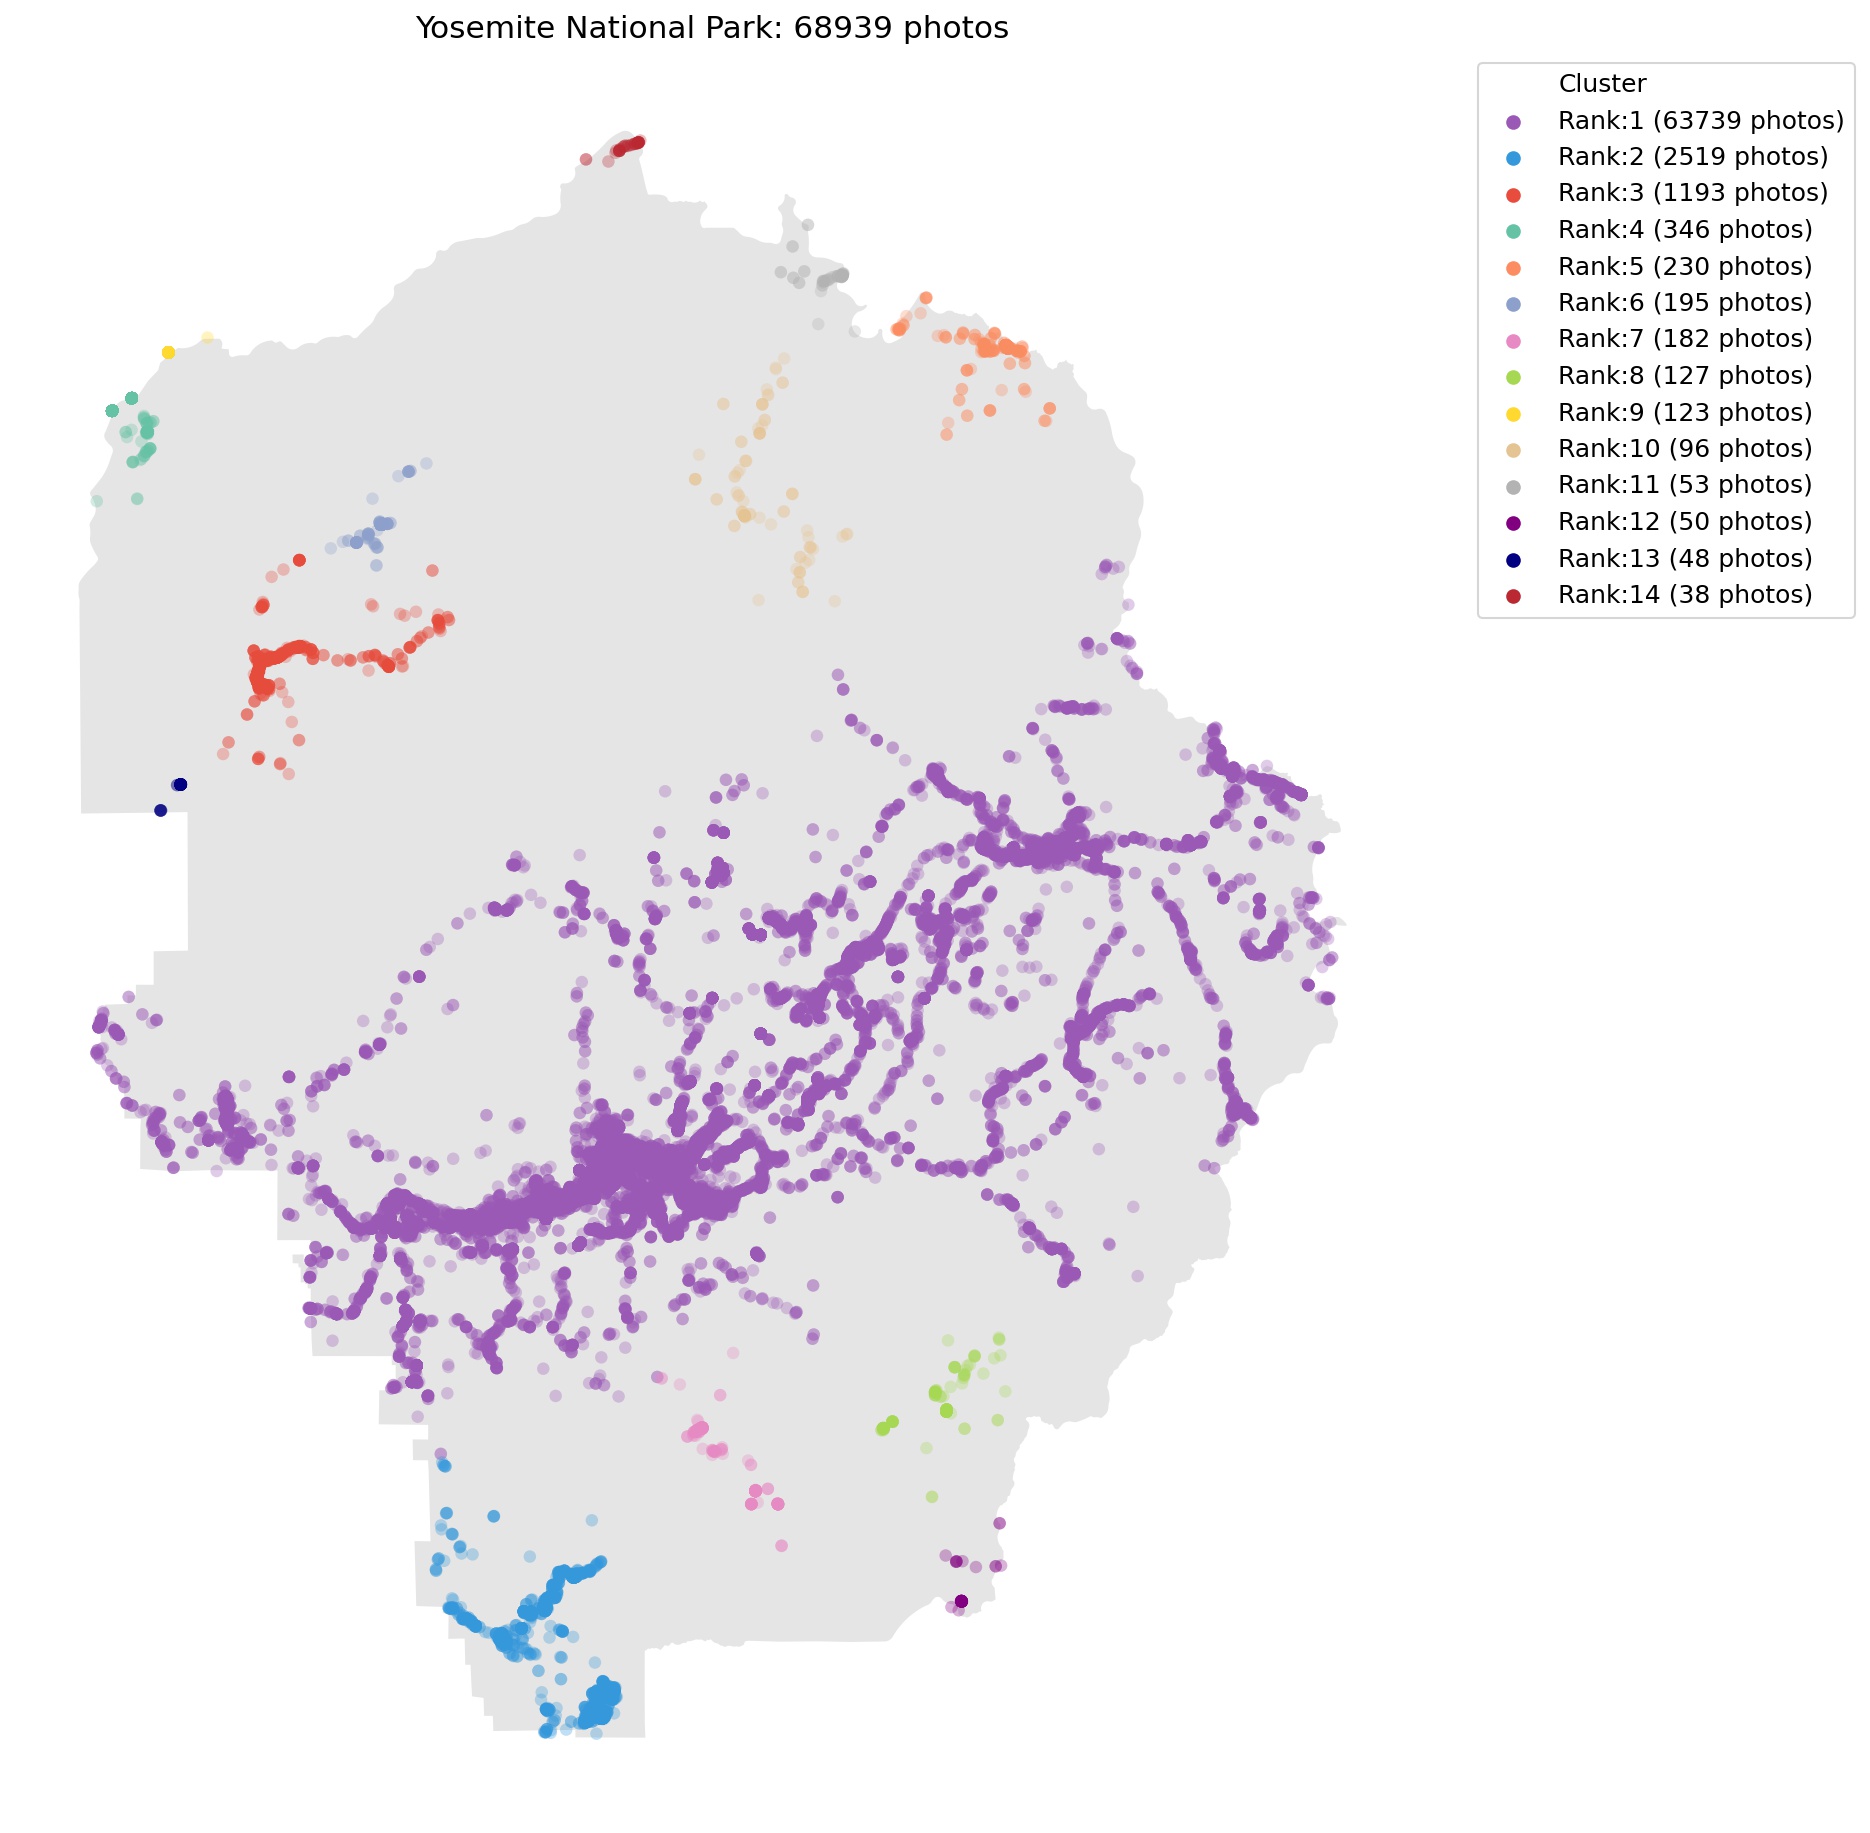 Yosemite National Park: 68939 photos
Cluster
Rank:1 (63739 photos)
Rank:2 (2519 photos)
Rank:3 (1193 photos)
Rank:4 (346 photos)
Rank:5 (230 photos)
Rank:6 (195 photos)
Rank:7 (182 photos)
Rank:8 (127 photos)
Rank:9 (123 photos)
Rank:10 (96 photos)
Rank:11 (53 photos)
Rank:12 (50 photos)
Rank:13 (48 photos)
Rank:14 (38 photos)